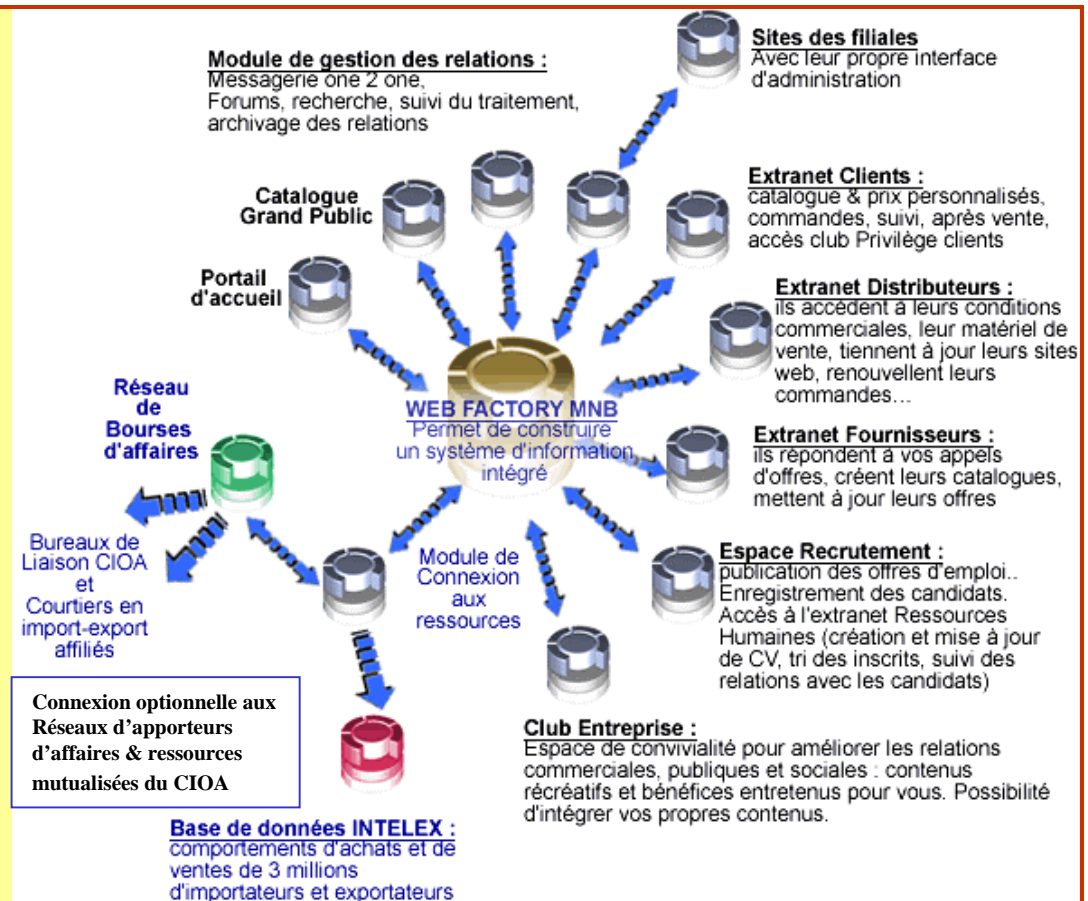 Sites des filiales
Avec leur propre interface
d'administration
Module de gestion des relations :
Messagerie one 2 one,
Forums, recherche, suivi du traitement,
archivage des relations
Extranet Clients :
catalogue & prix personnalisés,
commandes, suivi, après vente,
accès club Privilège clients
Catalogue
Grand Public
Portail
d'accueil
Extranet Distributeurs :
ils accèdent à leurs conditions
commerciales, leur matériel de
vente, tiennent à jour leurs sites
web, renouvellent leurs
commandes...
Réseau
de
Bourses
d'affaires
WEB FACTORY MNB
Permet de construire
un système d'information
intégré
Extranet Fournisseurs :
ils répondent à vos appels
d'offres, créent leurs catalogues,
mettent à jour leurs offres
Bureaux de
Liaison CIOA
et
Courtiers en
import-export
affiliés
Module de
Connexion
aux
ressources
Espace Recrutement :
publication des offres d'emploi..
Enregistrement des candidats.
Accès à l'extranet Ressources
Humaines (création et mise à jour
de CV, tri des inscrits, suivi des
relations avec les candidats)
Connexion optionnelle aux
Réseaux d'apporteurs
d'affaires & ressources
mutualisées du CIOA
Club Entreprise :
Espace de convivialité pour améliorer les relations
commerciales, publiques et sociales : contenus
récréatifs et bénéfices entretenus pour vous. Possibilité
d'intégrer vos propres contenus.
Base de données INTELEX :
comportements d'achats et de
ventes de 3 millions
d'importateurs et exportateurs